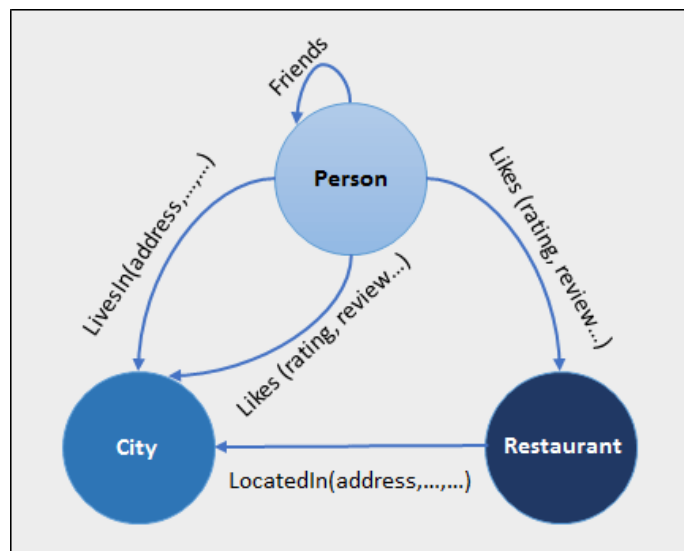 Friends
Person
LivesIn(address,...,...)
Likes (rating, review...)
Likes (rating, review...)
City
Restaurant
LocatedIn(address,...,...)